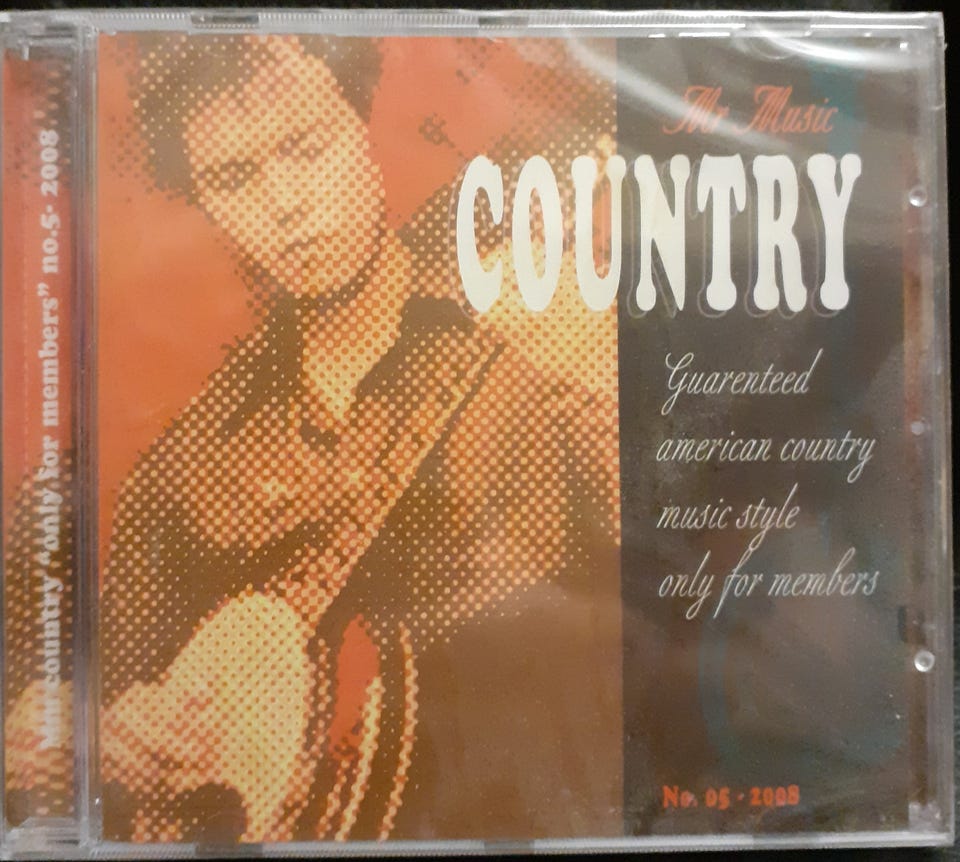 Mr Music
COUNTRY
Guarenteed
american country
music style
only for members
No. 05 - 2008
country "only for members" no.5- 2008